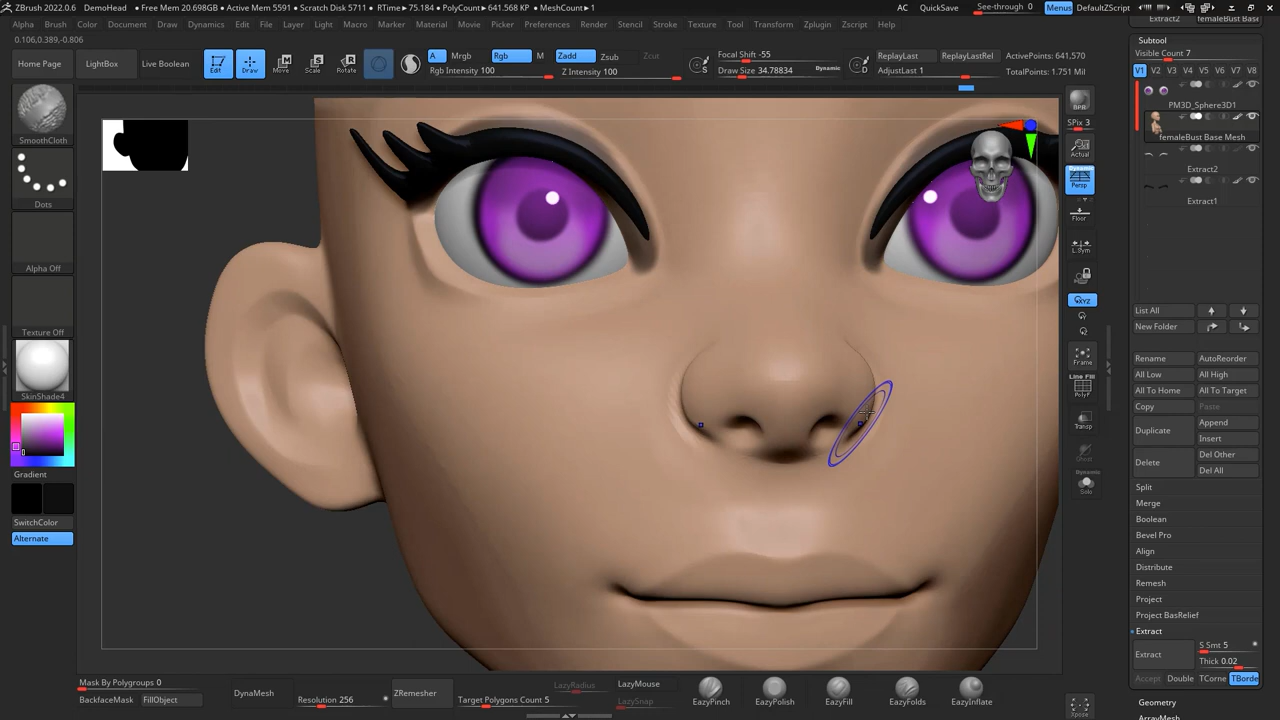 ZBrush 2022.0.6 DemoHead • Free Mem 20.698GB • Active Mem 5591 • Scratch Disk 5711 • RTime▸75.184 • PolyCount▸641.568 KP • MeshCount▸1
AC QuickSave See-through 0 Menus DefaultZScript
Alpha Brush Color Document Draw Dynamics Edit File Layer Light Macro Marker Material Movie Picker Preferences Render Stencil Stroke Texture Tool Transform Zplugin Zscript Help
Extract2 femaleBust Base
0.106,0.389,-0.806
Home Page
LightBox
Live Boolean
Edit
Draw
Move
Scale
Rotate
A Mrgb Rgb M Zadd Zsub Zcut
Rgb Intensity 100 Z Intensity 100
S
Focal Shift -55
Draw Size 34.78834 Dynamic
D
ReplayLast ReplayLastRel
AdjustLast 1
ActivePoints: 641,570
TotalPoints: 1.751 Mil
SmoothCloth
Dots
Alpha Off
Texture Off
SkinShade4
Gradient
SwitchColor
Alternate
BPR
SPix 3
Actual
Dynamic
Persp
Floor
L.Sym
XYZ
Frame
Line Fill
PolyF
Transp
Ghost
Dynamic
Solo
Xpose
Subtool
Visible Count 7
V1 V2 V3 V4 V5 V6 V7 V8
PM3D_Sphere3D1
femaleBust Base Mesh
Extract2
Extract1
List All
New Folder
Rename AutoReorder
All Low All High
All To Home All To Target
Copy Paste
Duplicate Append
Insert
Delete Del Other
Del All
Split
Merge
Boolean
Bevel Pro
Align
Distribute
Remesh
Project
Project BasRelief
Extract
Extract S Smt 5
Thick 0.02
Accept Double TCorne TBorde
Geometry
ArrayMesh
Mask By Polygroups 0
BackfaceMask FillObject
DynaMesh
Resolution 256
ZRemesher
Target Polygons Count 5
LazyRadius
LazyMouse
LazySnap
EazyPinch
EazyPolish
EazyFill
EazyFolds
EazyInflate